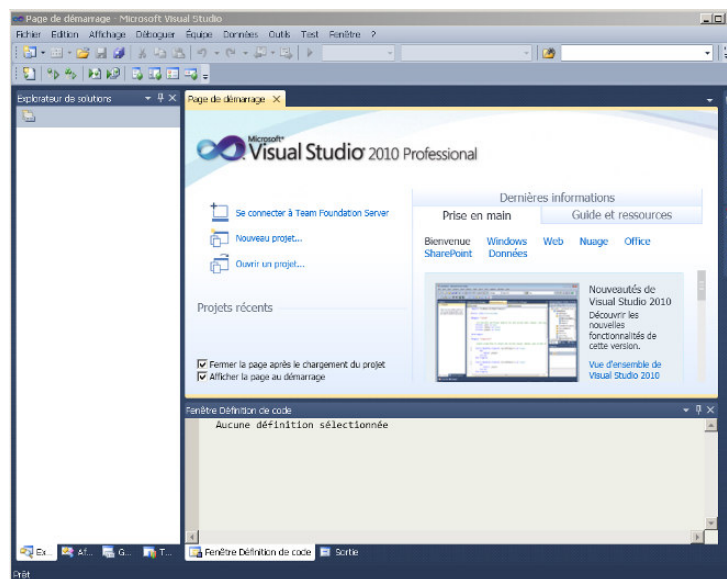 Page de démarrage - Microsoft Visual Studio
Fichier Edition Affichage Déboguer Équipe Données Outils Test Fenêtre ?
Explorateur de solutions
Page de démarrage
Microsoft
Visual Studio 2010 Professional
Se connecter à Team Foundation Server
Nouveau projet...
Ouvrir un projet...
Projets récents
Fermer la page après le chargement du projet
Afficher la page au démarrage
Dernières informations
Prise en main Guide et ressources
Bienvenue Windows Web Nuage Office
SharePoint Données
Nouveautés de
Visual Studio 2010
Découvrir les
nouvelles
fonctionnalités de
cette version.
Vue d'ensemble de
Visual Studio 2010
Fenêtre Définition de code
Aucune définition sélectionnée
Ex... Af... G... T...
Fenêtre Définition de code Sortie
Prêt